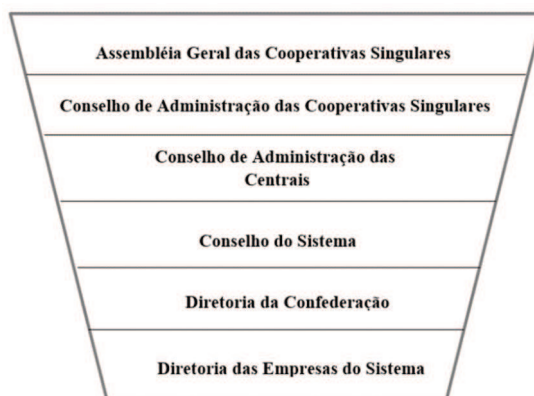 Assembléia Geral das Cooperativas Singulares
Conselho de Administração das Cooperativas Singulares
Conselho de Administração das
Centrais
Conselho do Sistema
Diretoria da Confederação
Diretoria das Empresas do Sistema